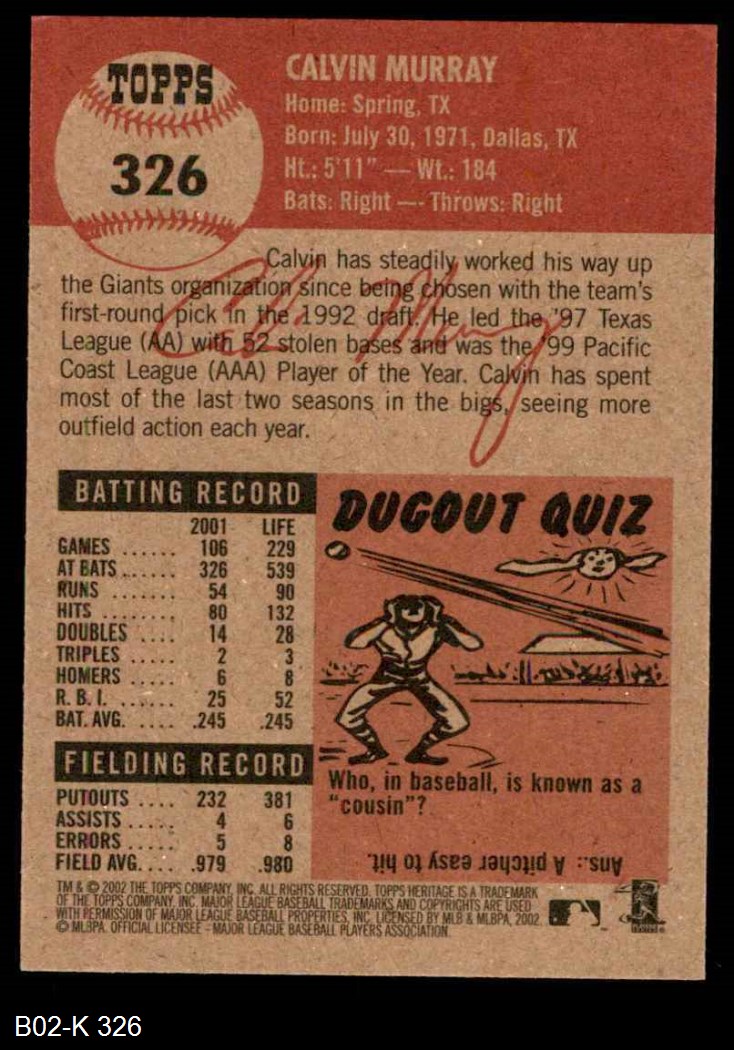 TOPPS
326
CALVIN MURRAY
Home: Spring, TX
Born: July 30, 1971, Dallas, TX
Ht.: 5'11" — Wt.: 184
Bats: Right — Throws: Right
Calvin has steadily worked his way up
the Giants organization since being chosen with the team's
first-round pick in the 1992 draft. He led the '97 Texas
League (AA) with 52 stolen bases and was the '99 Pacific
Coast League (AAA) Player of the Year. Calvin has spent
most of the last two seasons in the bigs, seeing more
outfield action each year.
BATTING RECORD
2001 LIFE
GAMES ...... 106 229
AT BATS ...... 326 539
RUNS ...... 54 90
HITS ........ 80 132
DOUBLES .... 14 28
TRIPLES ..... 2 3
HOMERS ..... 6 8
R. B. I. ...... 25 52
BAT. AVG. ..... .245 .245
FIELDING RECORD
PUTOUTS .... 232 381
ASSISTS ..... 4 6
ERRORS ..... 5 8
FIELD AVG. ... .979 .980
DUGOUT QUIZ
Who, in baseball, is known as a
"cousin"?
Ans.: A pitcher easy to hit.
TM & © 2002 THE TOPPS COMPANY, INC. ALL RIGHTS RESERVED. TOPPS HERITAGE IS A TRADEMARK
OF THE TOPPS COMPANY, INC. MAJOR LEAGUE BASEBALL TRADEMARKS AND COPYRIGHTS ARE USED
WITH PERMISSION OF MAJOR LEAGUE BASEBALL PROPERTIES, INC. LICENSED BY MLB & MLBPA, 2002
© MLBPA. OFFICIAL LICENSEE - MAJOR LEAGUE BASEBALL PLAYERS ASSOCIATION.
B02-K 326